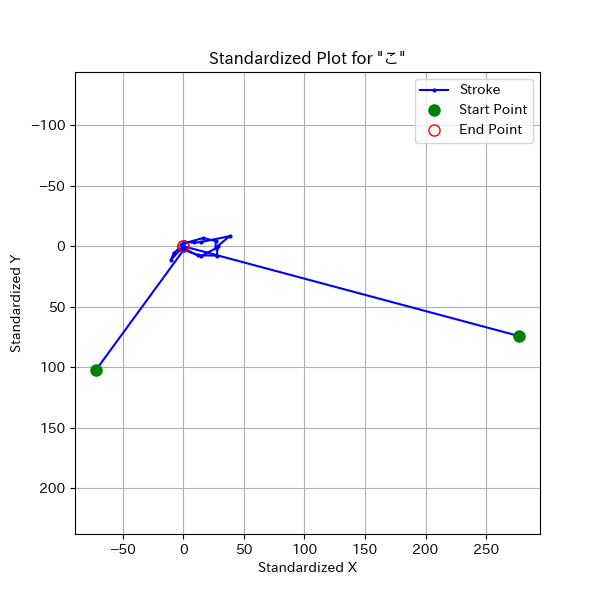 Standardized Plot for "こ"
Stroke
Start Point
End Point
−100
−50
0
50
100
150
200
Standardized Y
−50 0 50 100 150 200 250
Standardized X